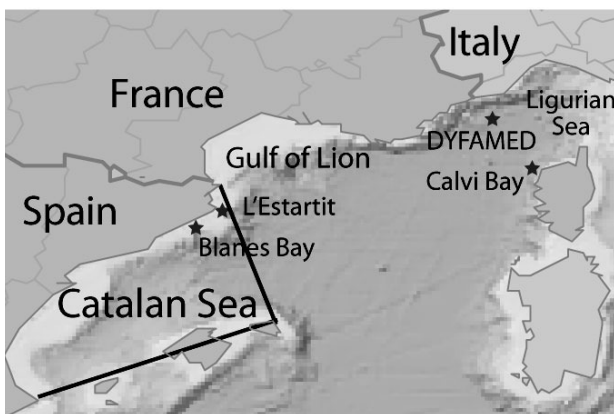 Italy
France
Ligurian
Sea
DYFAMED
Gulf of Lion
Calvi Bay
Spain
L'Estartit
Blanes Bay
Catalan Sea